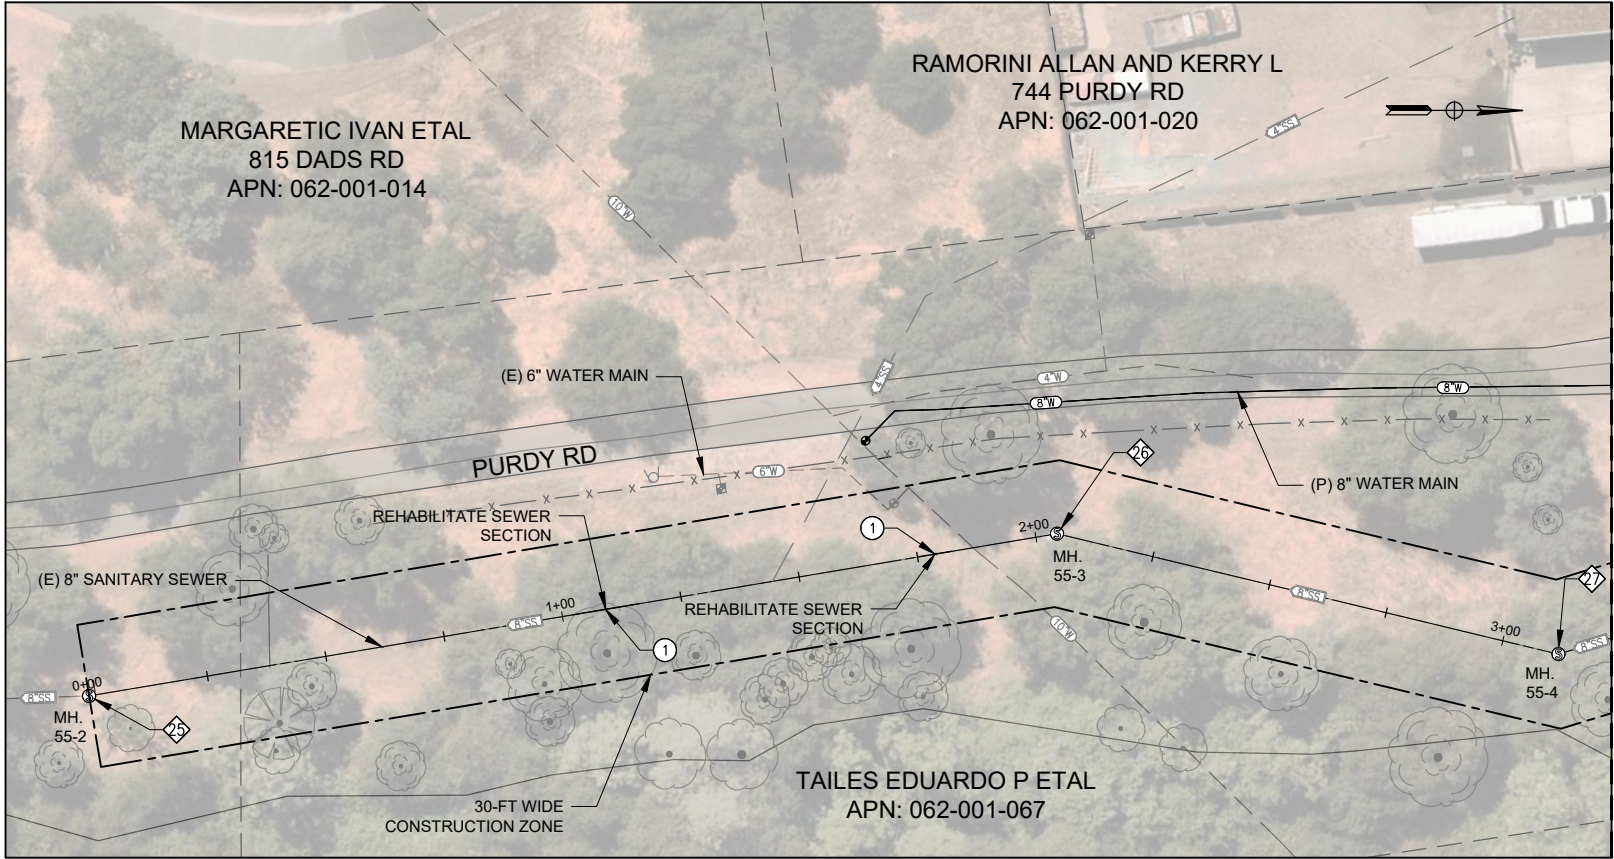 RAMORINI ALLAN AND KERRY L
744 PURDY RD
APN: 062-001-020
MARGARETIC IVAN ETAL
815 DADS RD
APN: 062-001-014
4"SS
10"W
(E) 6" WATER MAIN
4"SS
4"W
8"W
8"W
PURDY RD
6"W
26
(P) 8" WATER MAIN
REHABILITATE SEWER
SECTION
1
2+00
MH.
55-3
(E) 8" SANITARY SEWER
27
8"SS
1+00
8"SS
REHABILITATE SEWER
SECTION
10"W
3+00
8"SS
1
0+00
8"SS
MH.
55-2
25
MH.
55-4
30-FT WIDE
CONSTRUCTION ZONE
TAILES EDUARDO P ETAL
APN: 062-001-067
X X X X X X X X X X X X X X X X X